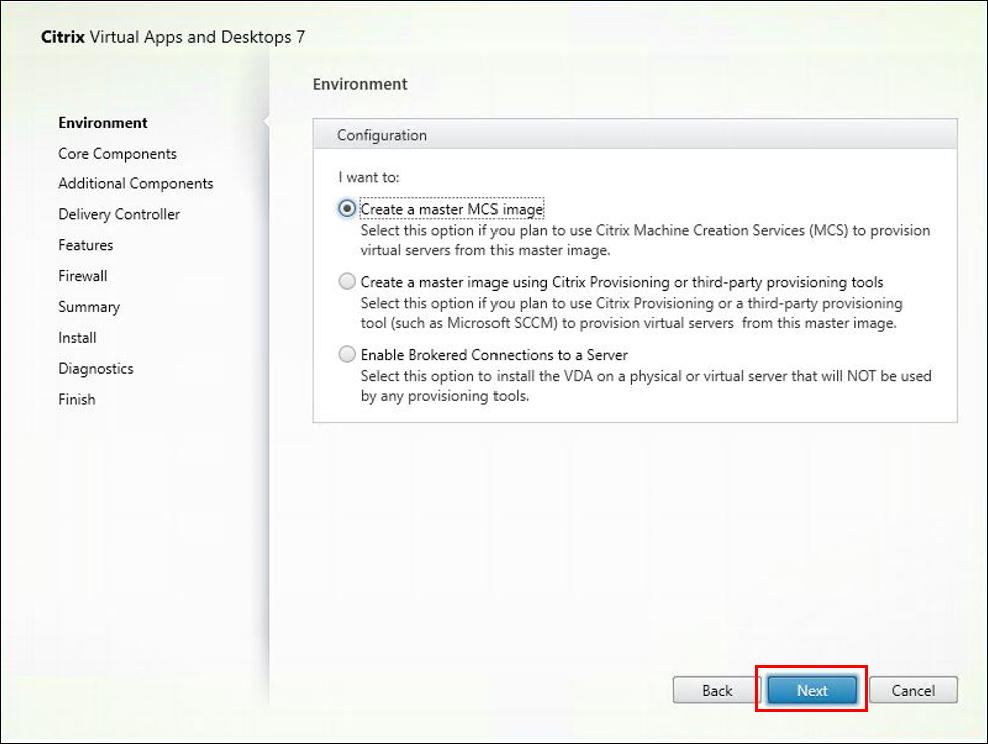 Citrix Virtual Apps and Desktops 7
Environment
Core Components
Additional Components
Delivery Controller
Features
Firewall
Summary
Install
Diagnostics
Finish
Environment
Configuration
I want to:
Create a master MCS image
Select this option if you plan to use Citrix Machine Creation Services (MCS) to provision
virtual servers from this master image.
Create a master image using Citrix Provisioning or third-party provisioning tools
Select this option if you plan to use Citrix Provisioning or a third-party provisioning
tool (such as Microsoft SCCM) to provision virtual servers from this master image.
Enable Brokered Connections to a Server
Select this option to install the VDA on a physical or virtual server that will NOT be used
by any provisioning tools.
Back Next Cancel